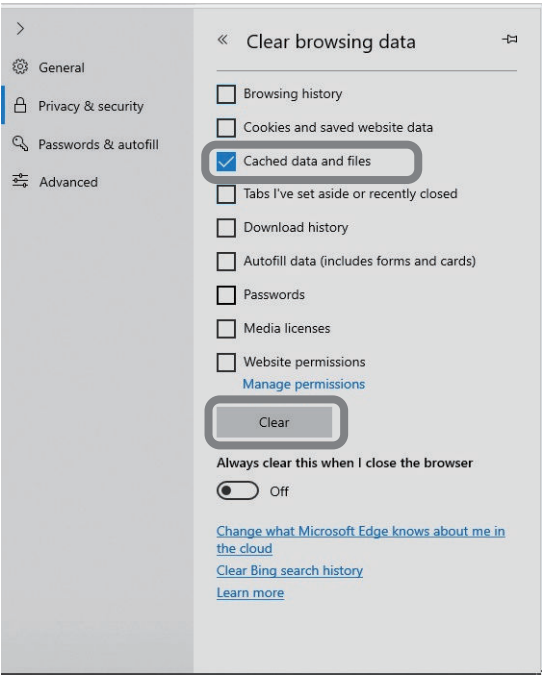 General
Privacy & security
Passwords & autofill
Advanced
Clear browsing data
Browsing history
Cookies and saved website data
Cached data and files
Tabs I've set aside or recently closed
Download history
Autofill data (includes forms and cards)
Passwords
Media licenses
Website permissions
Manage permissions
Clear
Always clear this when I close the browser
Off
Change what Microsoft Edge knows about me in
the cloud
Clear Bing search history
Learn more